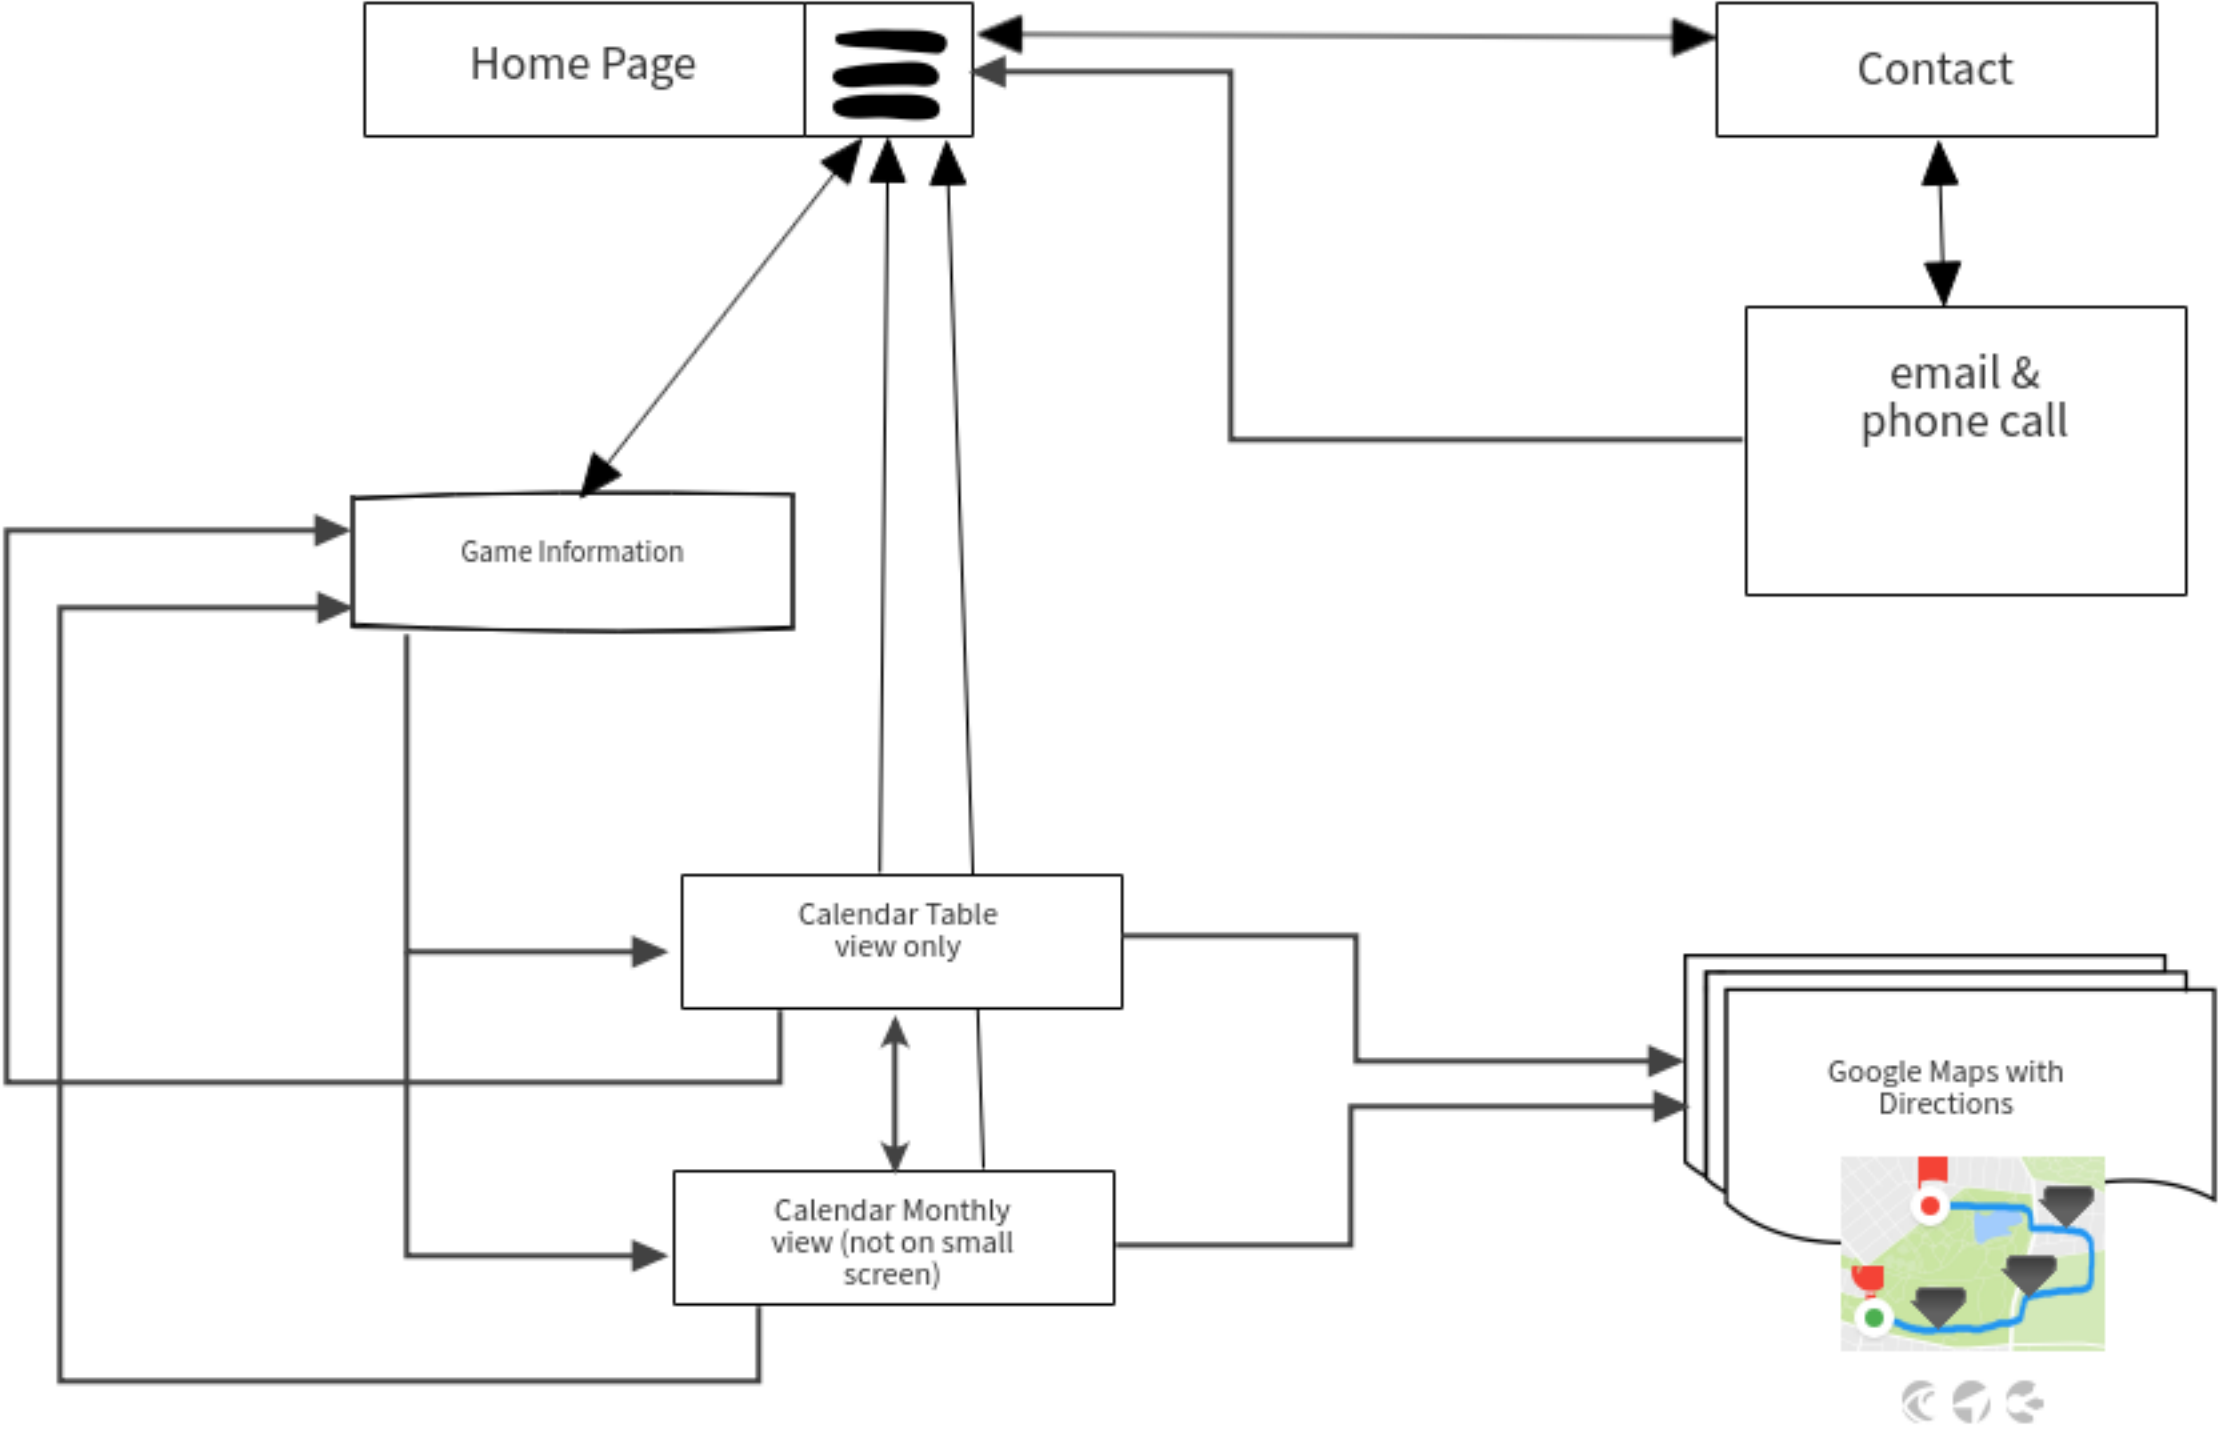 Home Page
Contact
email &
phone call
Game Information
Calendar Table
view only
Google Maps with
Directions
Calendar Monthly
view (not on small
screen)